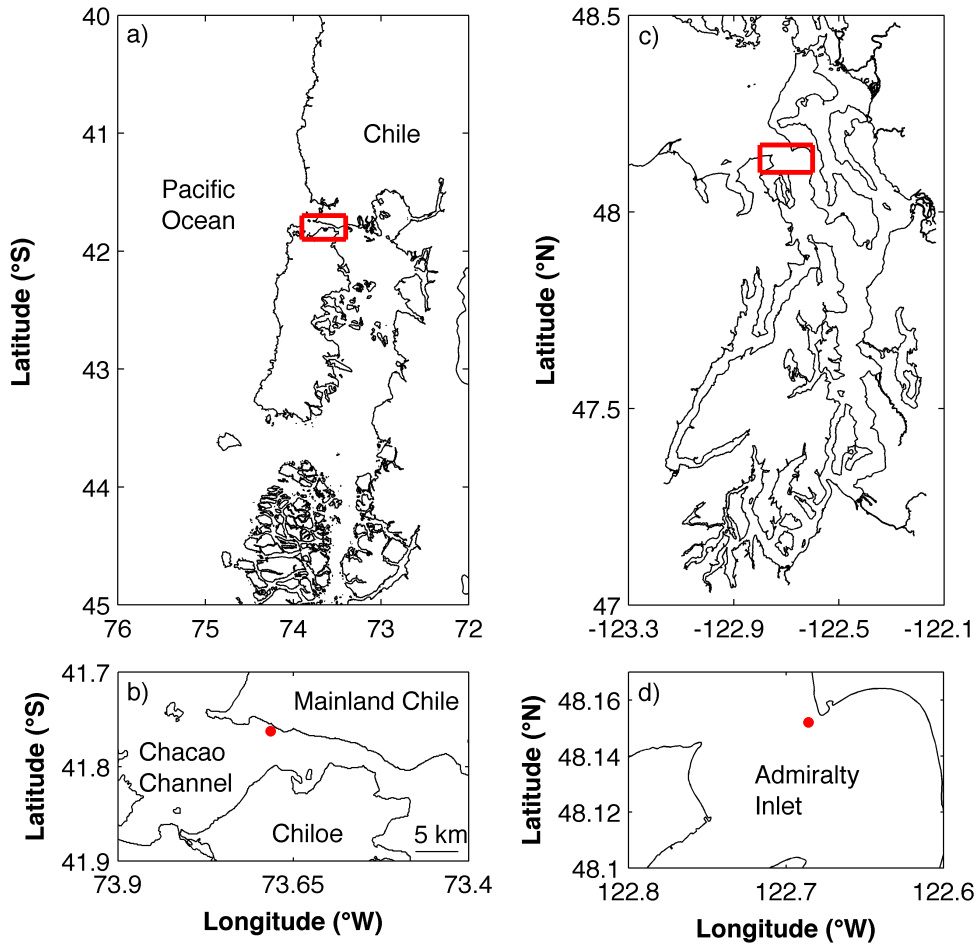 a)
Chile
Pacific
Ocean
Latitude (°S)
40
41
42
43
44
45
76
75
74
73
72
c)
Latitude (°N)
48.5
48
47.5
47
-123.3
-122.9
-122.5
-122.1
b)
Mainland Chile
Chacao
Channel
Chiloe
5 km
Latitude (°S)
41.7
41.8
41.9
73.9
73.65
73.4
Longitude (°W)
d)
Admiralty
Inlet
Latitude (°N)
48.16
48.14
48.12
48.1
122.8
122.7
122.6
Longitude (°W)